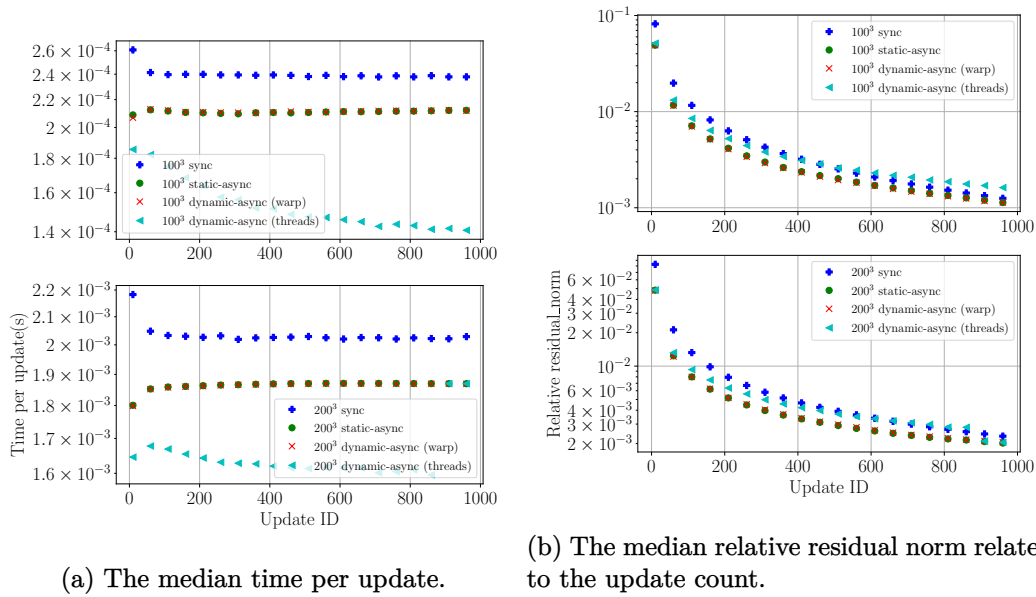 2.6 × 10⁻⁴
2.4 × 10⁻⁴
2.2 × 10⁻⁴
2 × 10⁻⁴
1.8 × 10⁻⁴
1.6 × 10⁻⁴
1.4 × 10⁻⁴
100³ sync
100³ static-async
100³ dynamic-async (warp)
100³ dynamic-async (threads)
0 200 400 600 800 1000
Time per update(s)
2.2 × 10⁻³
2.1 × 10⁻³
2 × 10⁻³
1.9 × 10⁻³
1.8 × 10⁻³
1.7 × 10⁻³
1.6 × 10⁻³
200³ sync
200³ static-async
200³ dynamic-async (warp)
200³ dynamic-async (threads)
0 200 400 600 800 1000
Update ID
(a) The median time per update.
10⁻¹
10⁻²
10⁻³
100³ sync
100³ static-async
100³ dynamic-async (warp)
100³ dynamic-async (threads)
0 200 400 600 800 1000
Relative residual_norm
6 × 10⁻²
4 × 10⁻²
3 × 10⁻²
2 × 10⁻²
10⁻²
6 × 10⁻³
4 × 10⁻³
3 × 10⁻³
2 × 10⁻³
200³ sync
200³ static-async
200³ dynamic-async (warp)
200³ dynamic-async (threads)
0 200 400 600 800 1000
Update ID
(b) The median relative residual norm relate
to the update count.